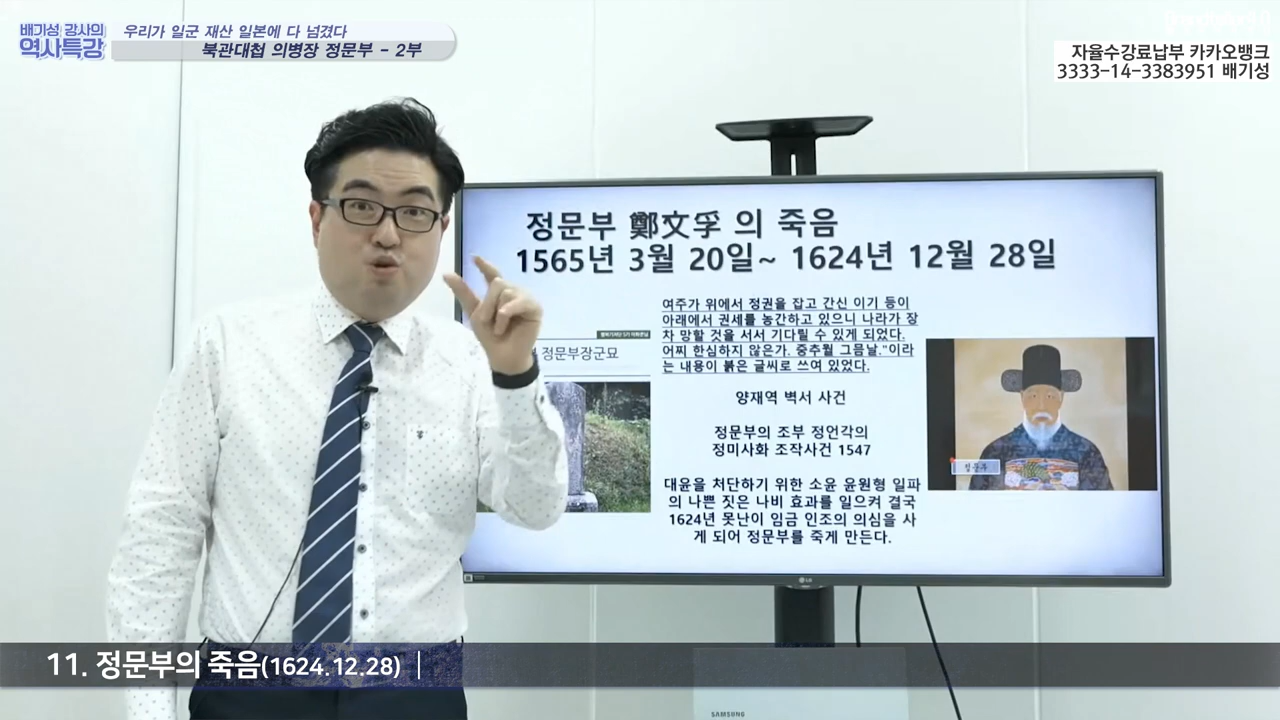 배기성 강사의
역사특강
우리가 일군 재산 일본에 다 넘겼다
북관대첩 의병장 정문부 - 2부
자율수강료납부 카카오뱅크
3333-14-3383951 배기성
정문부 鄭文孚 의 죽음
1565년 3월 20일~ 1624년 12월 28일
정문부장군묘
여주가 위에서 정권을 잡고 간신 이기 등이
아래에서 권세를 농간하고 있으니 나라가 장
차 망할 것을 서서 기다릴 수 있게 되었다.
어찌 한심하지 않은가. 중추월 그믐날."이라
는 내용이 붉은 글씨로 쓰여 있었다.
양재역 벽서 사건
정문부의 조부 정언각의
정미사화 조작사건 1547
대윤을 처단하기 위한 소윤 윤원형 일파
의 나쁜 짓은 나비 효과를 일으켜 결국
1624년 못난이 임금 인조의 의심을 사
게 되어 정문부를 죽게 만든다.
정문부
LG
11. 정문부의 죽음(1624.12.28)
SAMSUNG